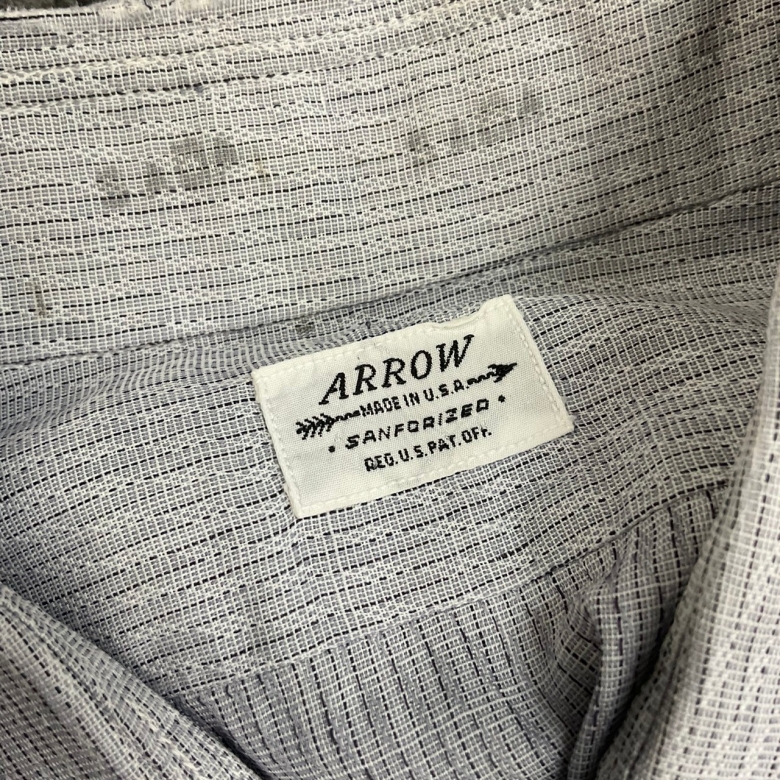 ARROW
MADE IN U.S.A.
• SANFORIZED •
REG. U.S. PAT. OFF.